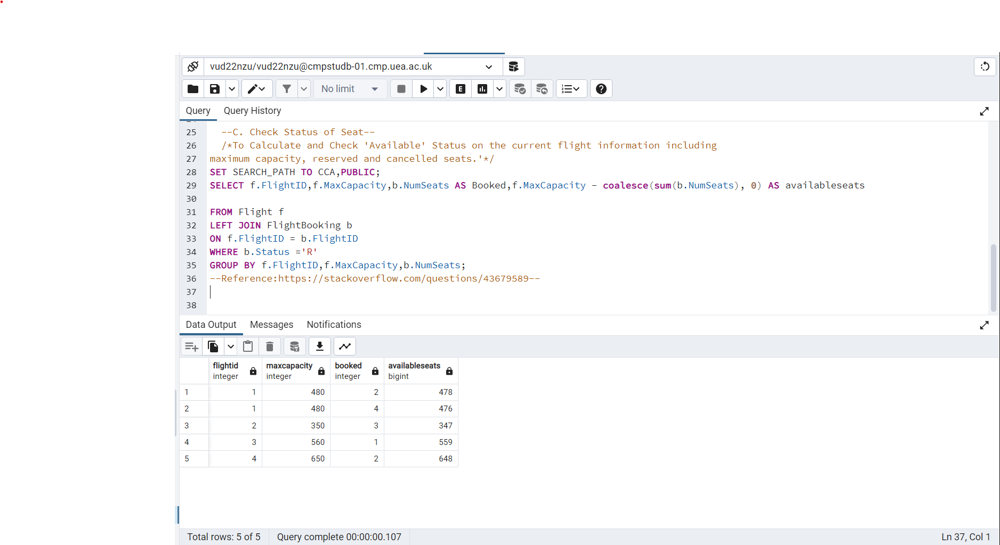 vud22nzu/vud22nzu@cmpstudb-01.cmp.uea.ac.uk
No limit
E
Query Query History
25 --C. Check Status of Seat--
26 /*To Calculate and Check 'Available' Status on the current flight information including
27 maximum capacity, reserved and cancelled seats.'*/
28 SET SEARCH_PATH TO CCA,PUBLIC;
29 SELECT f.FlightID,f.MaxCapacity,b.NumSeats AS Booked,f.MaxCapacity - coalesce(sum(b.NumSeats), 0) AS availableseats
30
31 FROM Flight f
32 LEFT JOIN FlightBooking b
33 ON f.FlightID = b.FlightID
34 WHERE b.Status ='R'
35 GROUP BY f.FlightID,f.MaxCapacity,b.NumSeats;
36 --Reference:https://stackoverflow.com/questions/43679589--
37
38
Data Output Messages Notifications
flightid maxcapacity booked availableseats
integer integer integer bigint
1 1 480 2 478
2 1 480 4 476
3 2 350 3 347
4 3 560 1 559
5 4 650 2 648
Total rows: 5 of 5 Query complete 00:00:00.107 Ln 37, Col 1